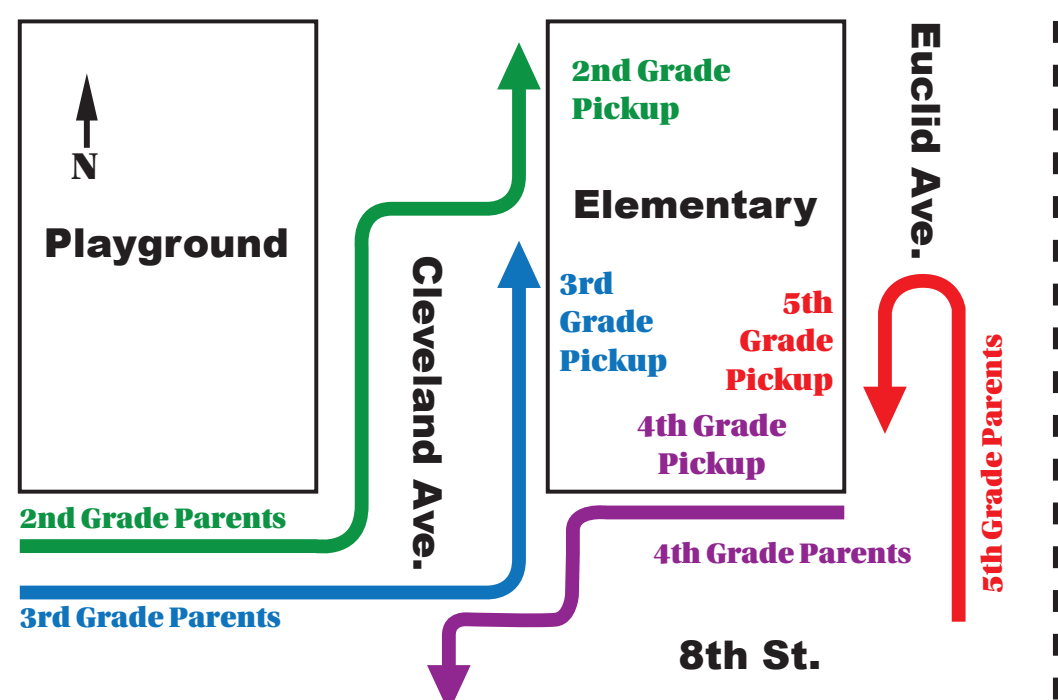 N
Playground
2nd Grade Parents
3rd Grade Parents
Cleveland Ave.
2nd Grade
Pickup
Elementary
3rd
Grade
Pickup
5th
Grade
Pickup
4th Grade
Pickup
4th Grade Parents
8th St.
Euclid Ave.
5th Grade Parents